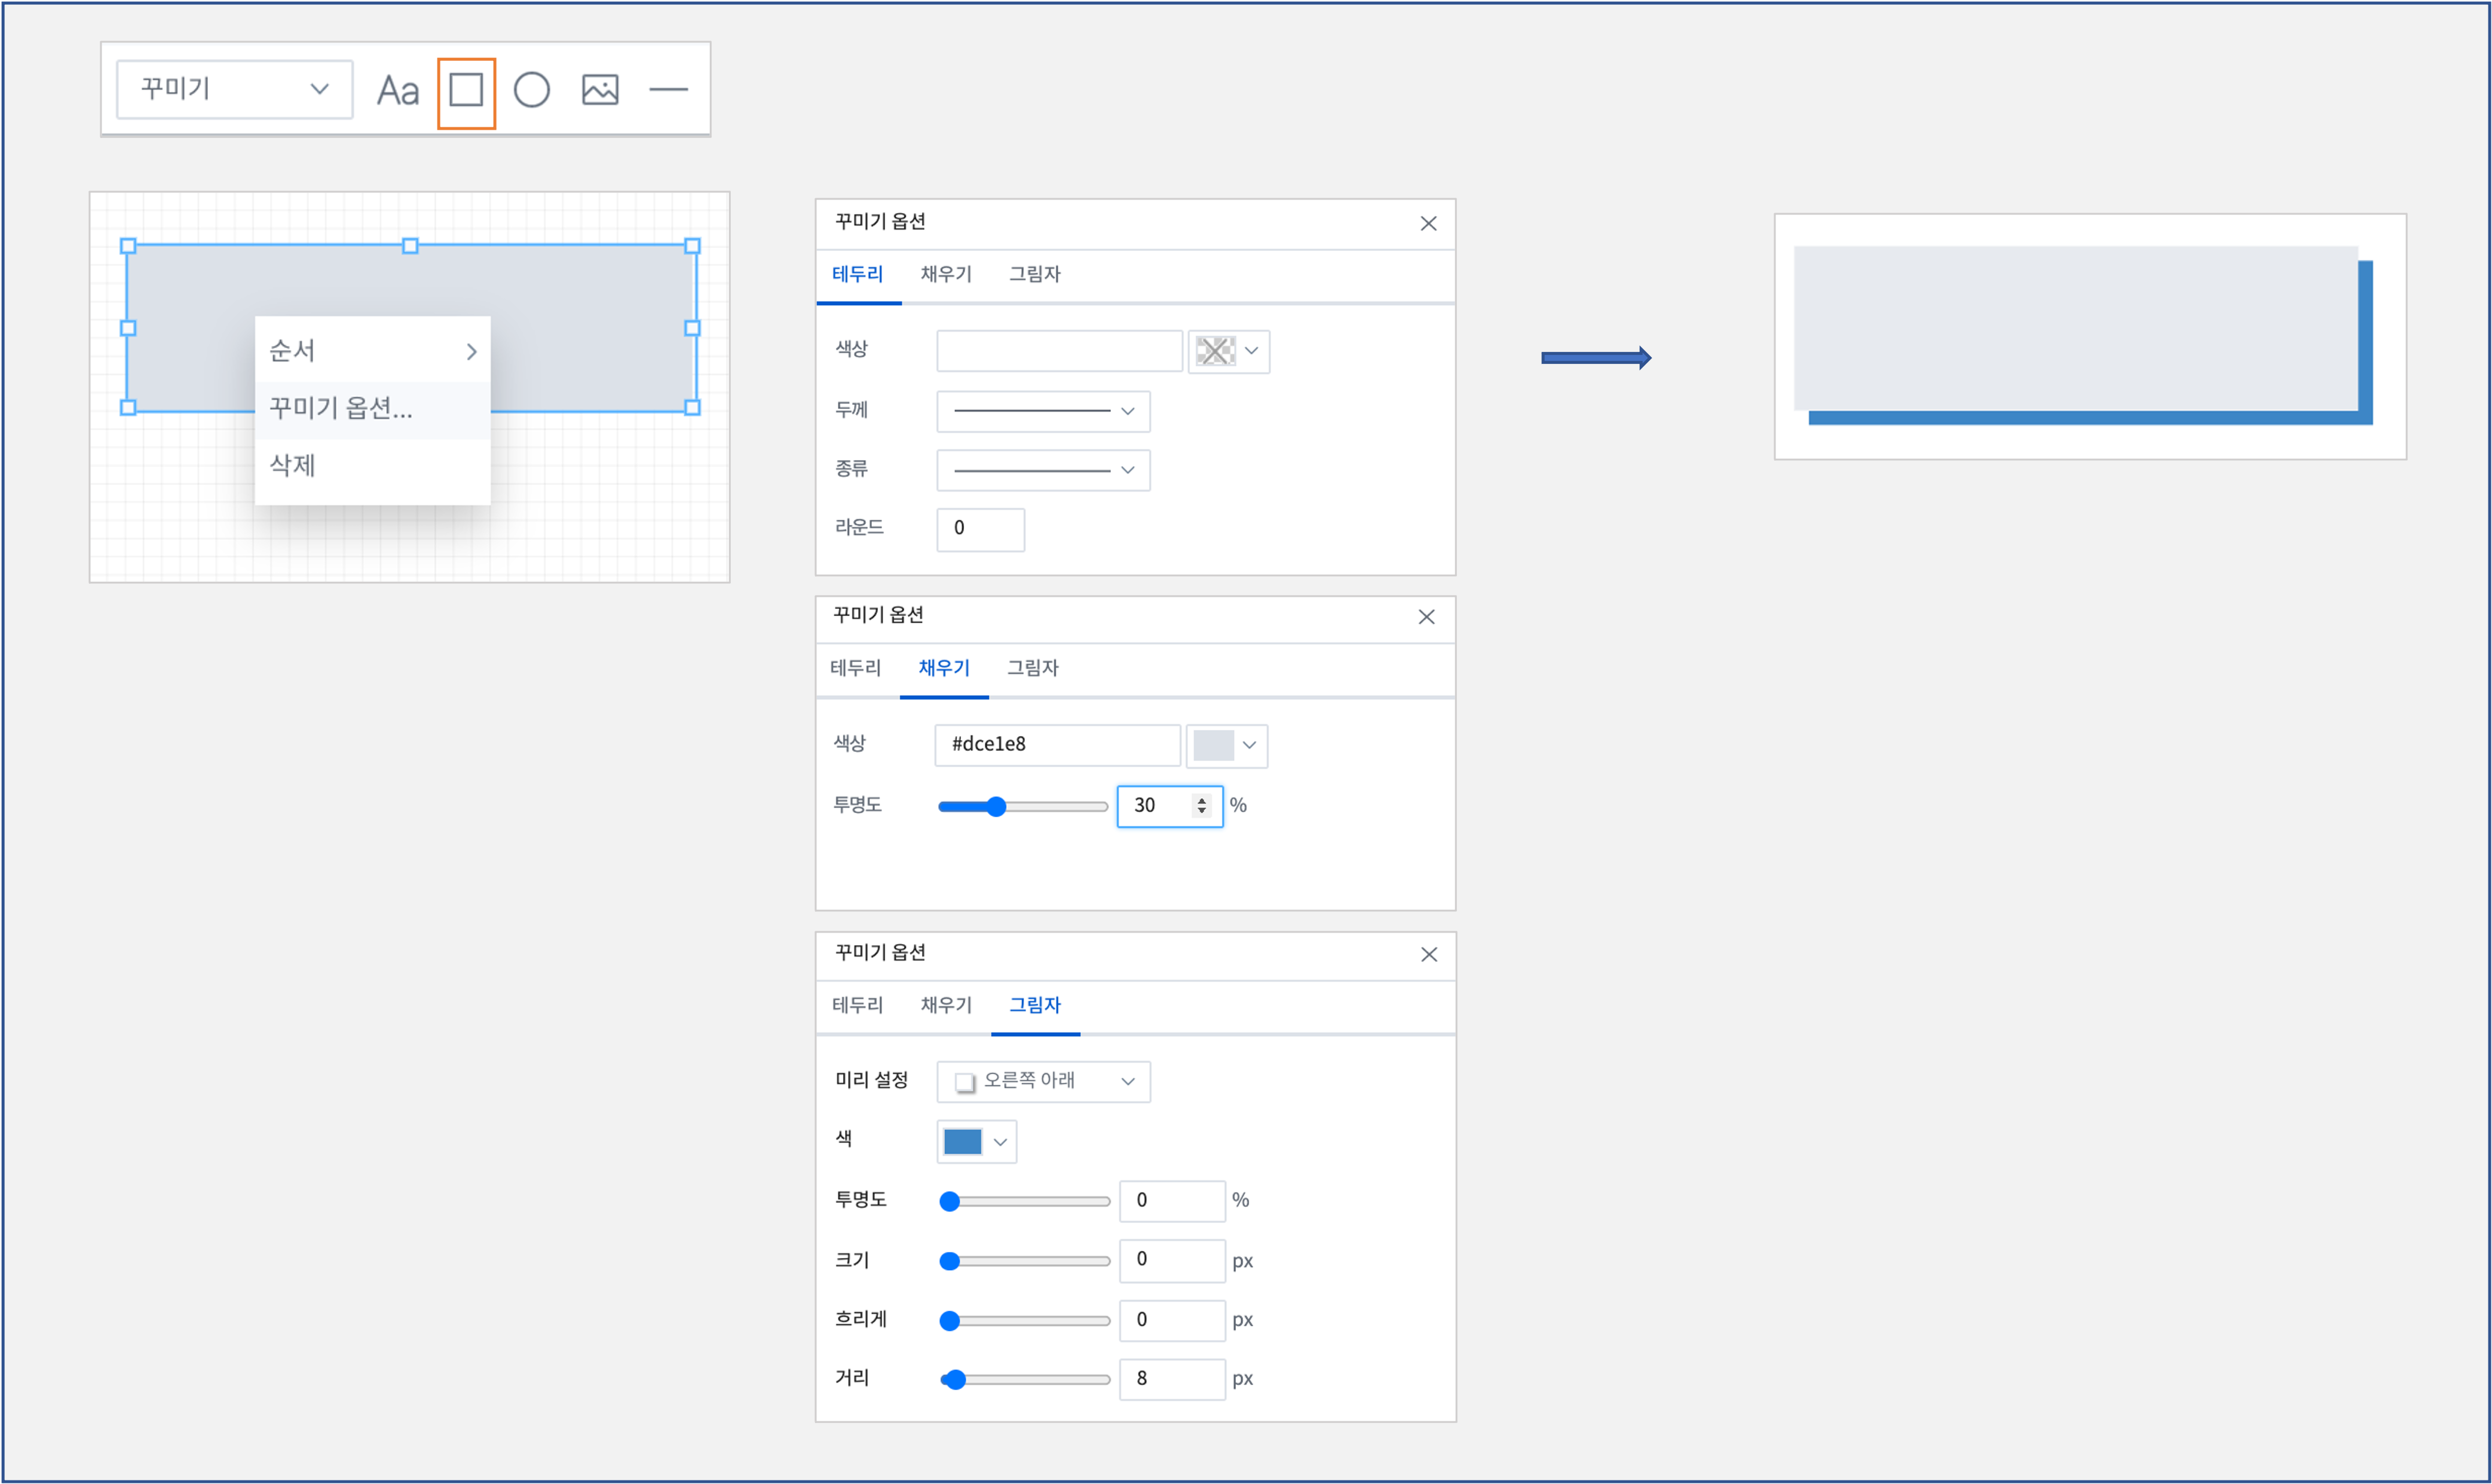 꾸미기 Aa
순서
꾸미기 옵션...
삭제
꾸미기 옵션
테두리 채우기 그림자
색상
두께
종류
라운드 0
꾸미기 옵션
테두리 채우기 그림자
색상 #dce1e8
투명도 30 %
꾸미기 옵션
테두리 채우기 그림자
미리 설정 오른쪽 아래
색
투명도 0 %
크기 0 px
흐리게 0 px
거리 8 px